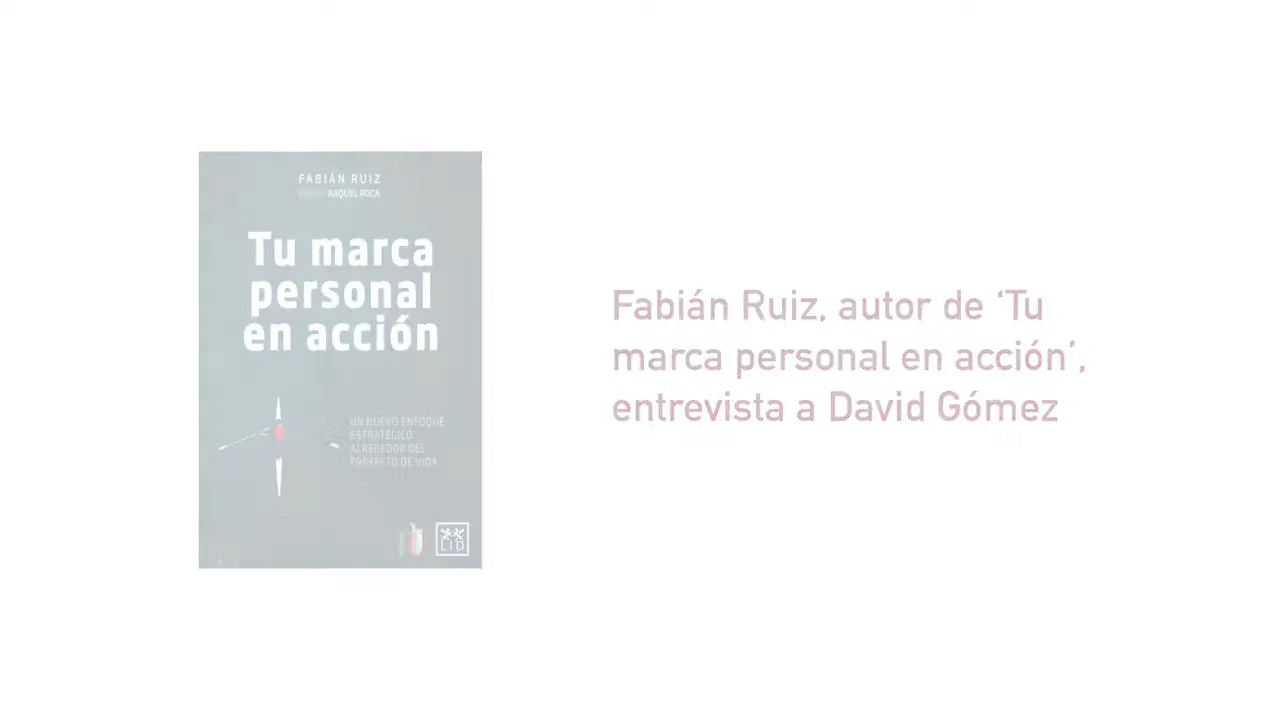 FABIÁN RUIZ
RAQUEL ROCA
Tu marca
personal
en acción
UN NUEVO ENFOQUE
ESTRATÉGICO
ALREDEDOR DEL
PROYECTO DE VIDA
LID
Fabián Ruiz, autor de ‘Tu
marca personal en acción’,
entrevista a David Gómez